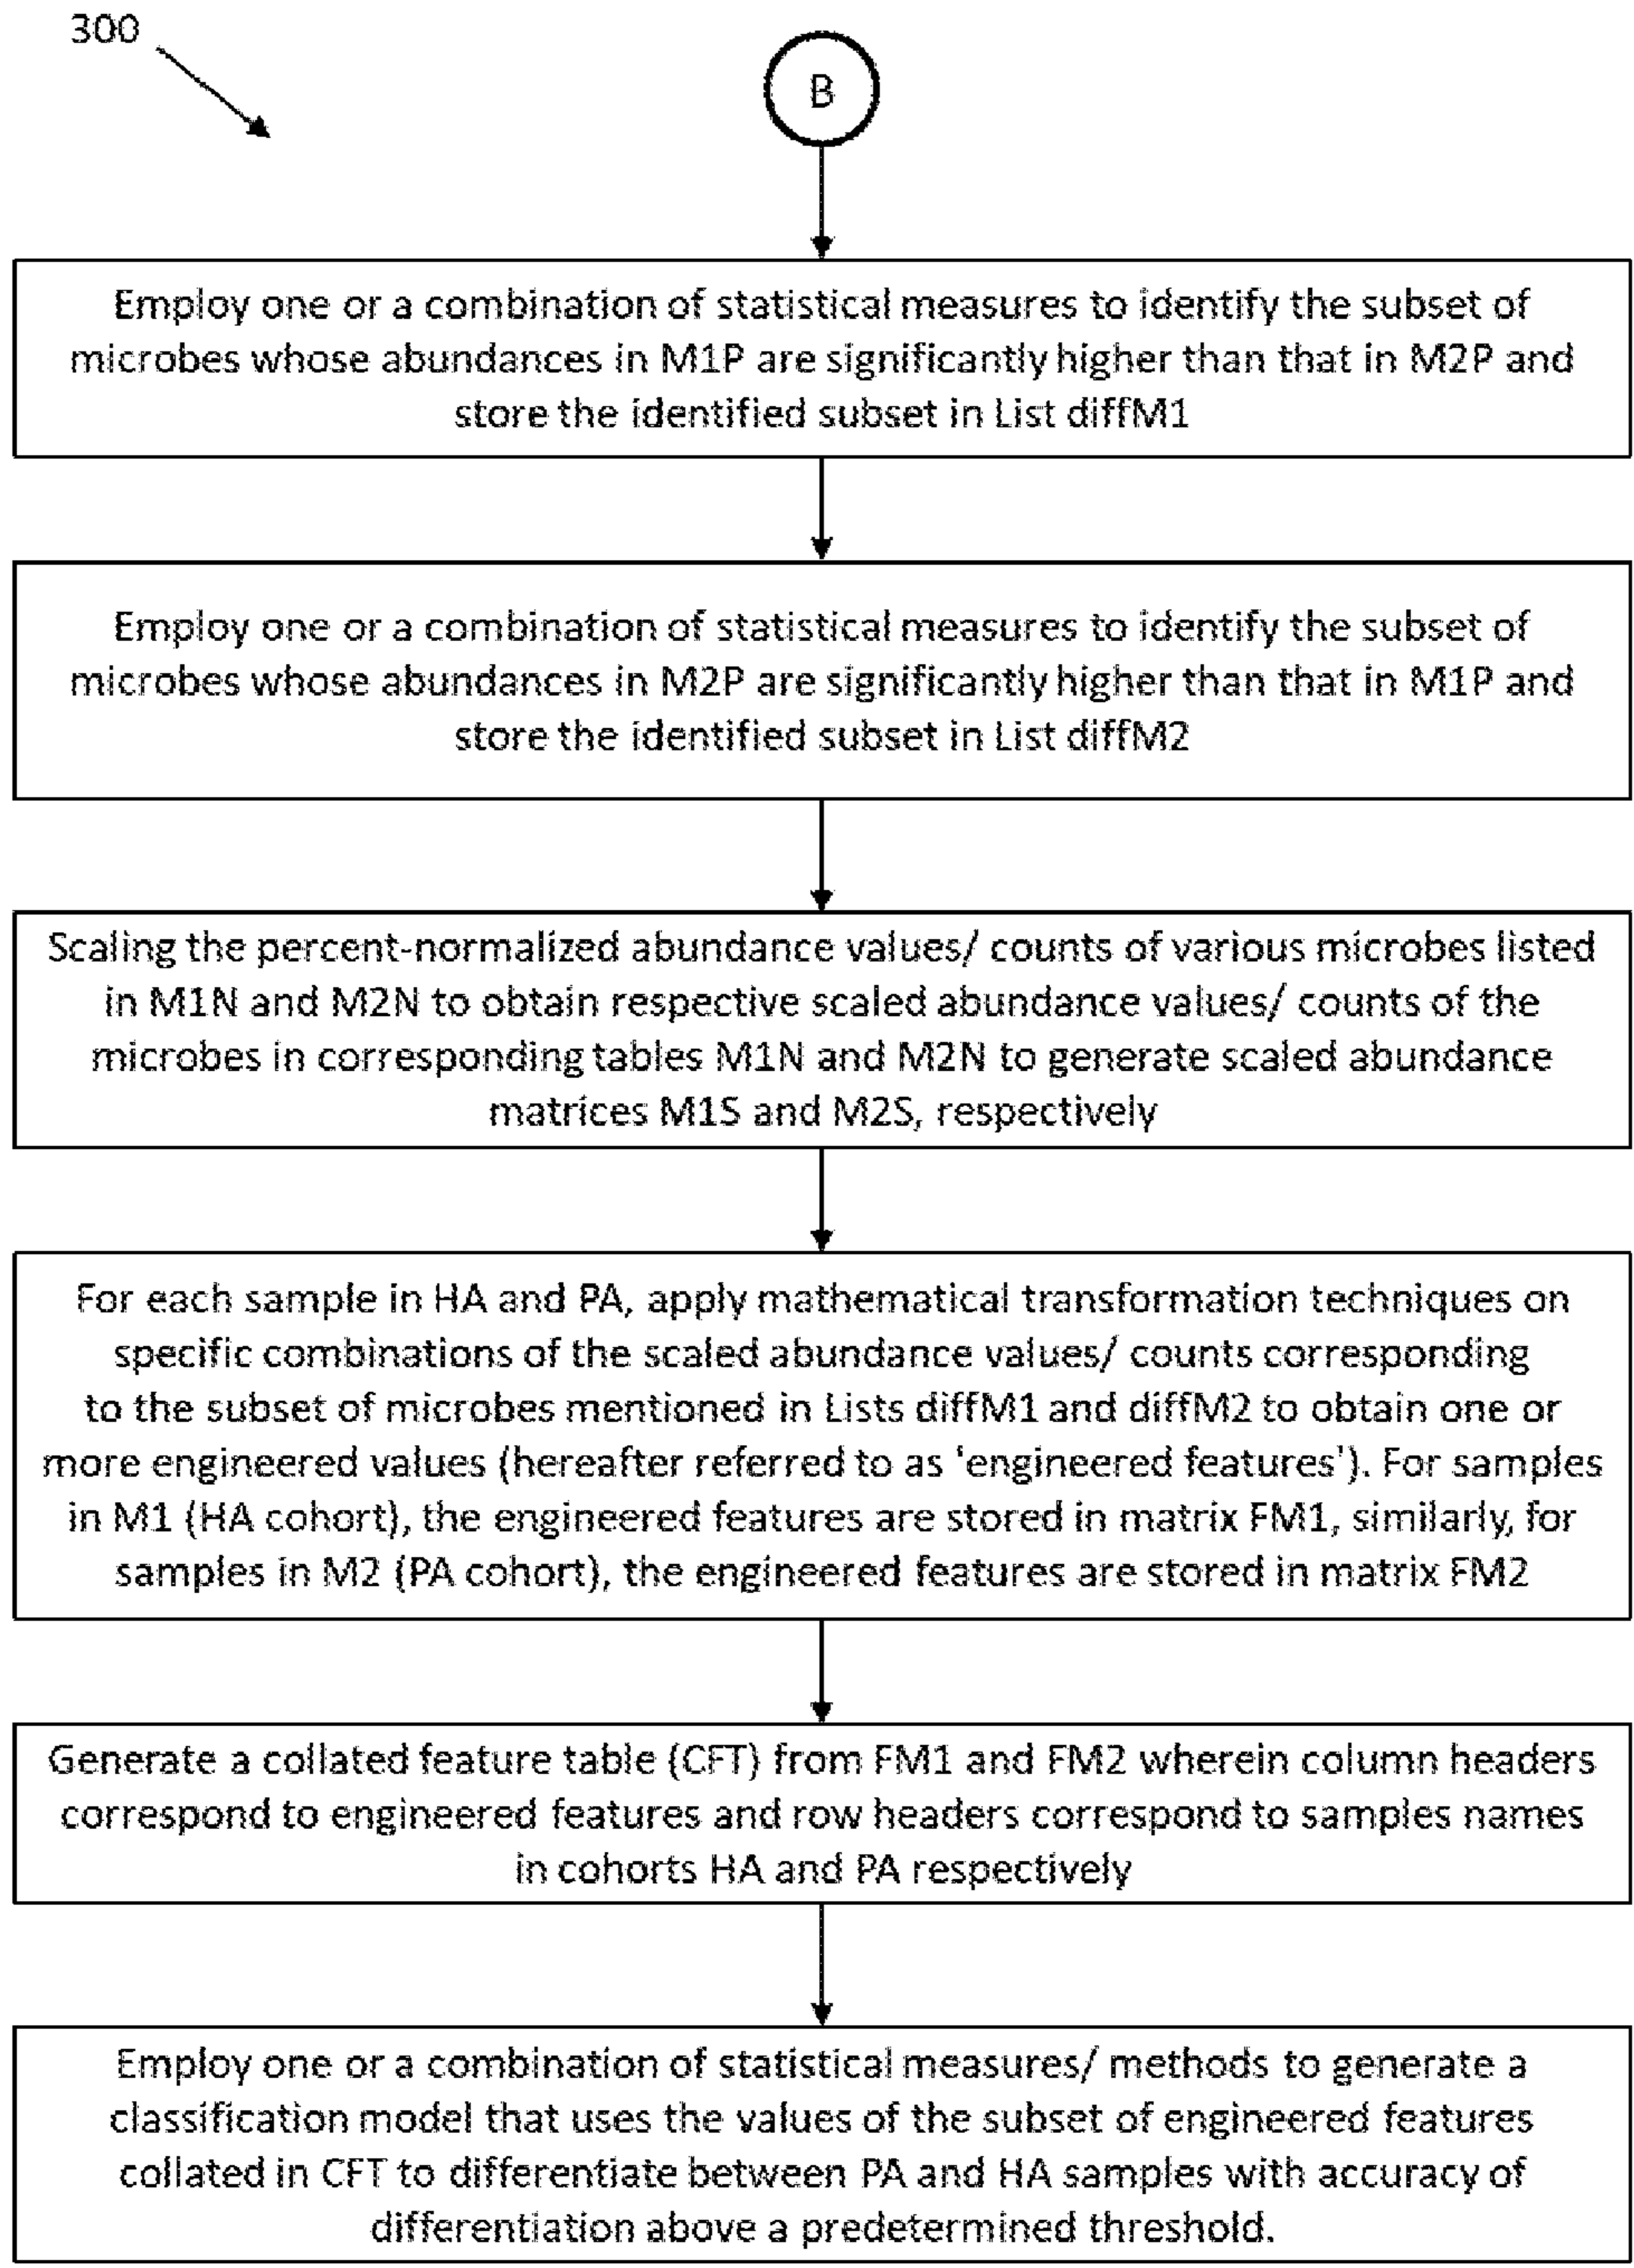 300
B
Employ one or a combination of statistical measures to identify the subset of
microbes whose abundances in M1P are significantly higher than that in M2P and
store the identified subset in List diffM1
Employ one or a combination of statistical measures to identify the subset of
microbes whose abundances in M2P are significantly higher than that in M1P and
store the identified subset in List diffM2
Scaling the percent-normalized abundance values/ counts of various microbes listed
in M1N and M2N to obtain respective scaled abundance values/ counts of the
microbes in corresponding tables M1N and M2N to generate scaled abundance
matrices M1S and M2S, respectively
For each sample in HA and PA, apply mathematical transformation techniques on
specific combinations of the scaled abundance values/ counts corresponding
to the subset of microbes mentioned in Lists diffM1 and diffM2 to obtain one or
more engineered values (hereafter referred to as 'engineered features'). For samples
in M1 (HA cohort), the engineered features are stored in matrix FM1, similarly, for
samples in M2 (PA cohort), the engineered features are stored in matrix FM2
Generate a collated feature table (CFT) from FM1 and FM2 wherein column headers
correspond to engineered features and row headers correspond to samples names
in cohorts HA and PA respectively
Employ one or a combination of statistical measures/ methods to generate a
classification model that uses the values of the subset of engineered features
collated in CFT to differentiate between PA and HA samples with accuracy of
differentiation above a predetermined threshold.